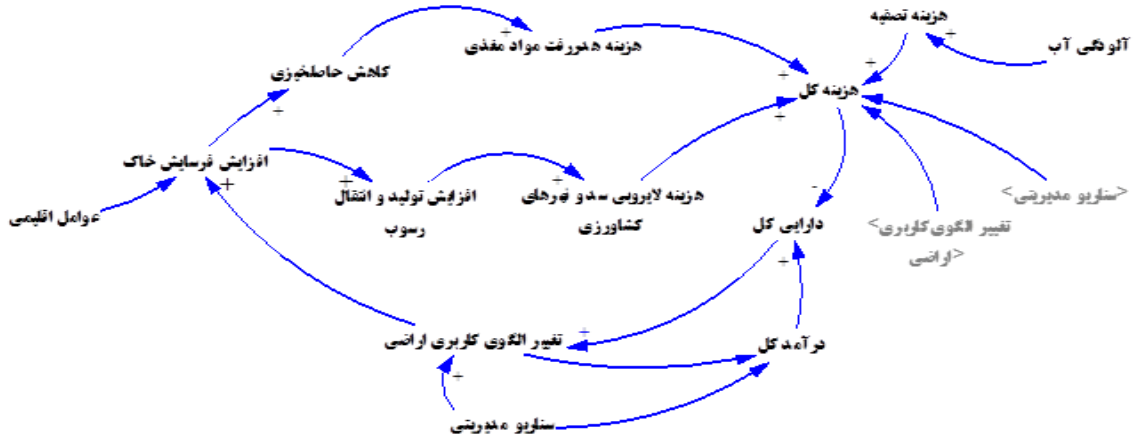 هزینه تصفیه
آلودگی آب
هزینه هدررفت مواد مغذی
کاهش حاصلخیزی
هزینه کل
افزایش فرسایش خاک
عوامل اقلیمی
افزایش تولید و انتقال
رسوب
هزینه لایروبی سد و نهرهای
کشاورزی
دارایی کل
<سناریو مدیریتی>
<تغییر الگوی کاربری
اراضی>
تغییر الگوی کاربری اراضی
درآمد کل
سناریو مدیریتی